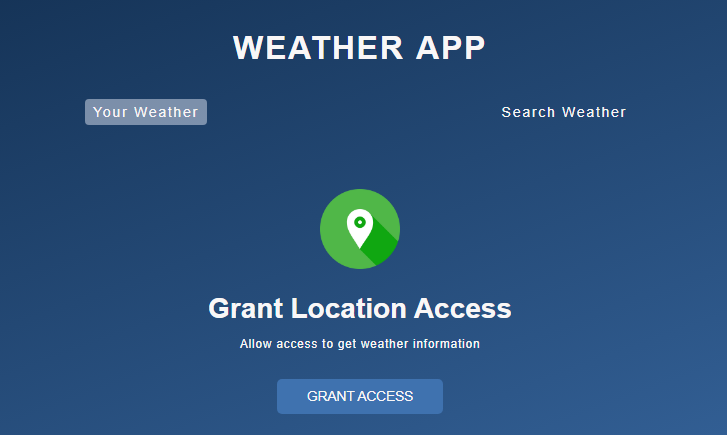 WEATHER APP
Your Weather
Search Weather
Grant Location Access
Allow access to get weather information
GRANT ACCESS